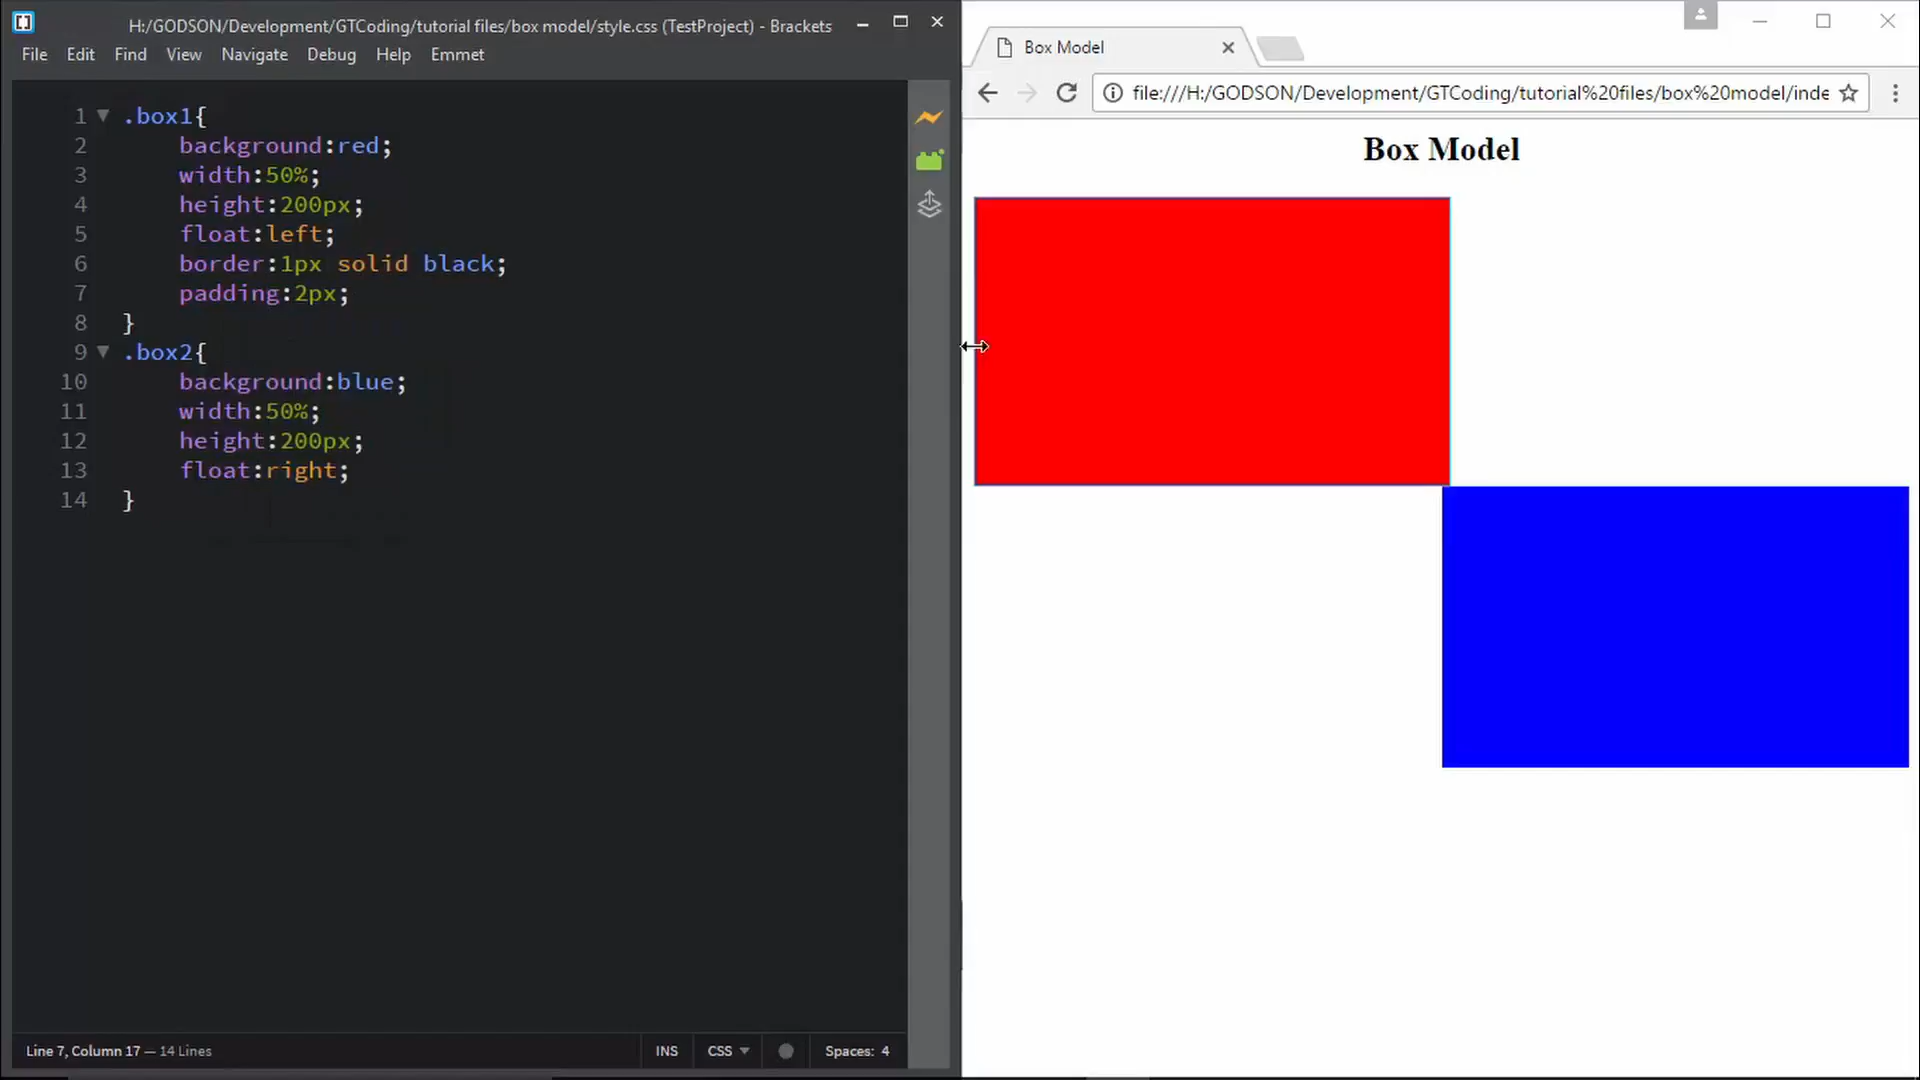 H:/GODSON/Development/GTCoding/tutorial files/box model/style.css (TestProject) - Brackets
File Edit Find View Navigate Debug Help Emmet
1 .box1{
2 background:red;
3 width:50%;
4 height:200px;
5 float:left;
6 border:1px solid black;
7 padding:2px;
8 }
9 .box2{
10 background:blue;
11 width:50%;
12 height:200px;
13 float:right;
14 }
Line 7, Column 17 — 14 Lines
INS CSS Spaces: 4
Box Model
file:///H:/GODSON/Development/GTCoding/tutorial%20files/box%20model/inde
Box Model